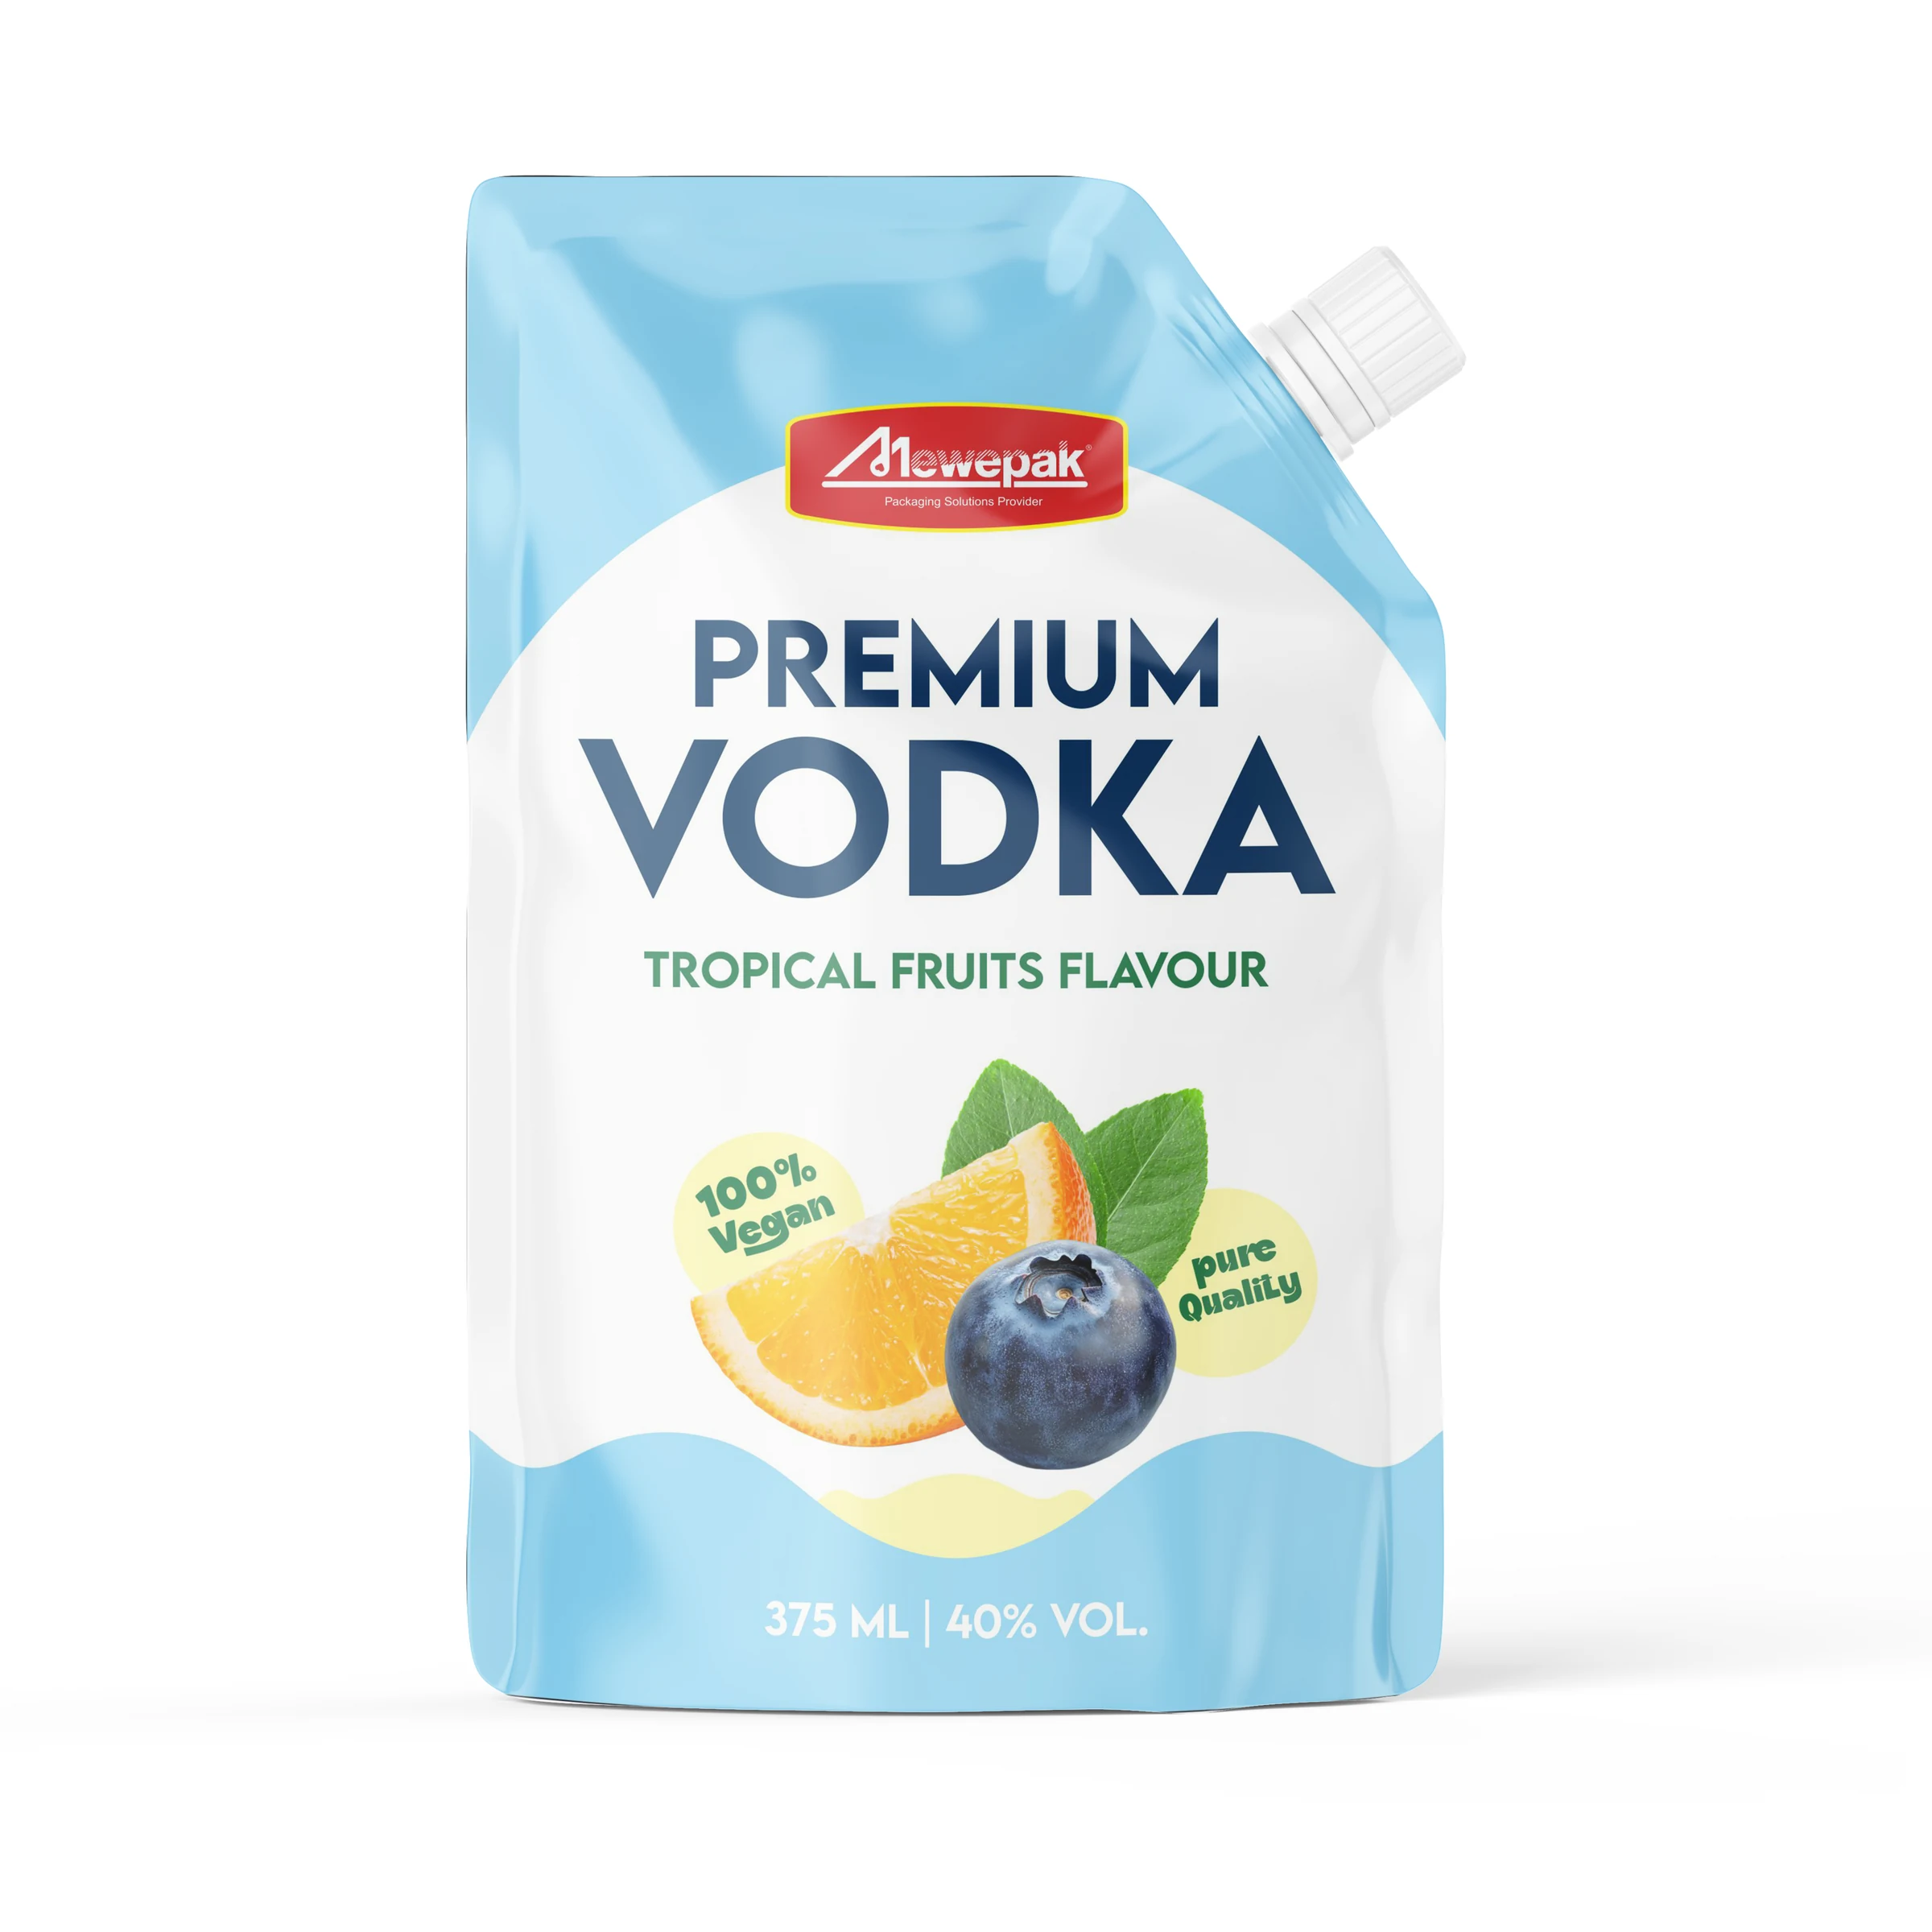 Mewepak®
Packaging Solutions Provider
PREMIUM
VODKA
TROPICAL FRUITS FLAVOUR
100%
Vegan
pure
Quality
375 ML | 40% VOL.